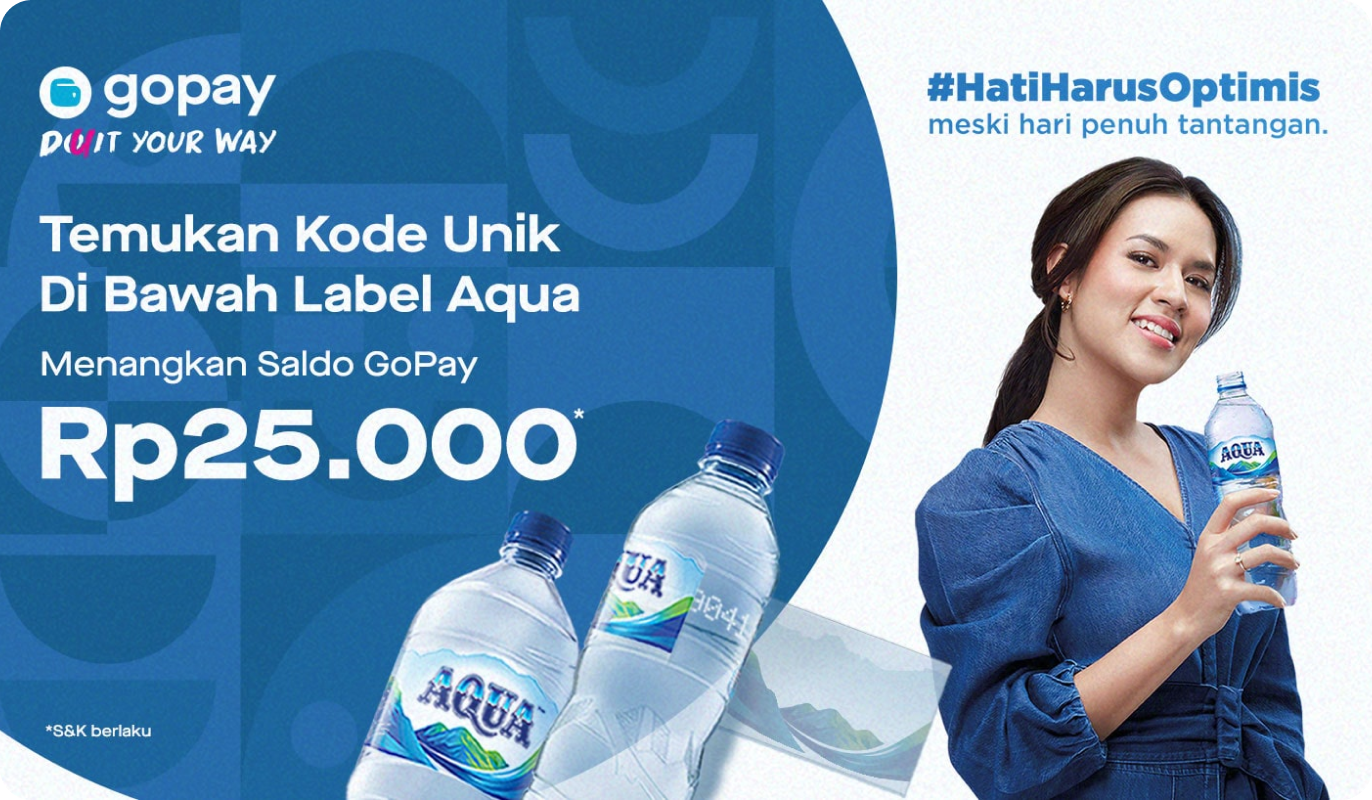 gopay
DUIT YOUR WAY
Temukan Kode Unik
Di Bawah Label Aqua
Menangkan Saldo GoPay
Rp25.000*
*S&K berlaku
#HatiHarusOptimis
meski hari penuh tantangan.
AQUA
AQUA